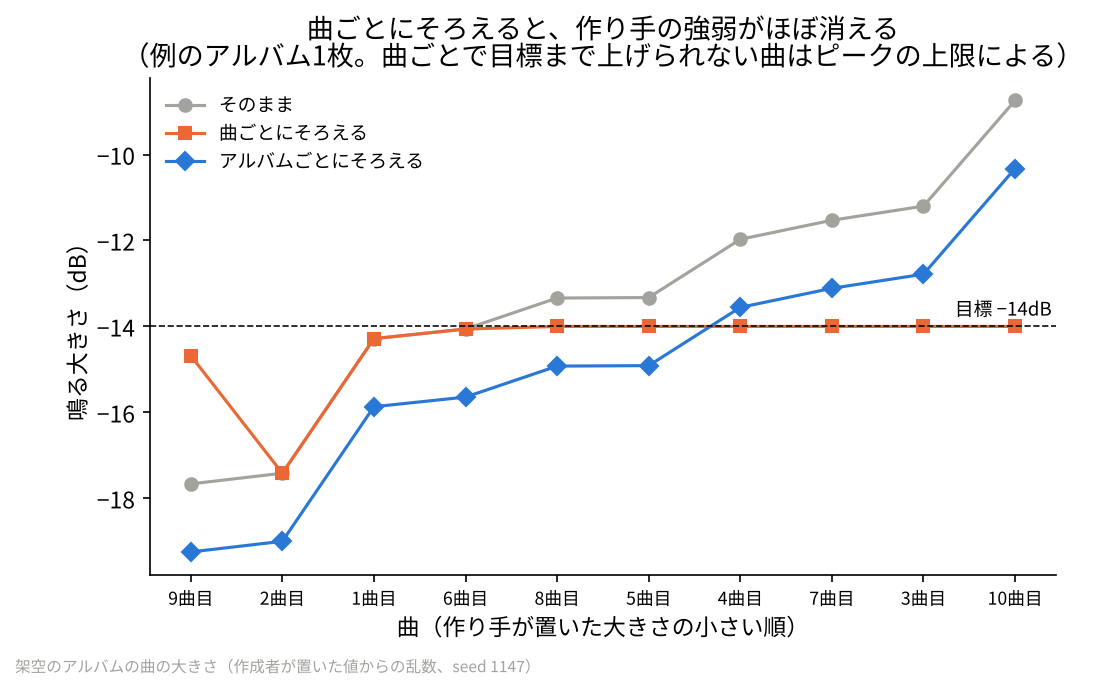 曲ごとにそろえると、作り手の強弱がほぼ消える
（例のアルバム1枚。曲ごとで目標まで上げられない曲はピークの上限による）
そのまま
曲ごとにそろえる
アルバムごとにそろえる
鳴る大きさ（dB）
−10
−12
−14
−16
−18
目標 −14dB
9曲目 2曲目 1曲目 6曲目 8曲目 5曲目 4曲目 7曲目 3曲目 10曲目
曲（作り手が置いた大きさの小さい順）
架空のアルバムの曲の大きさ（作成者が置いた値からの乱数、seed 1147）